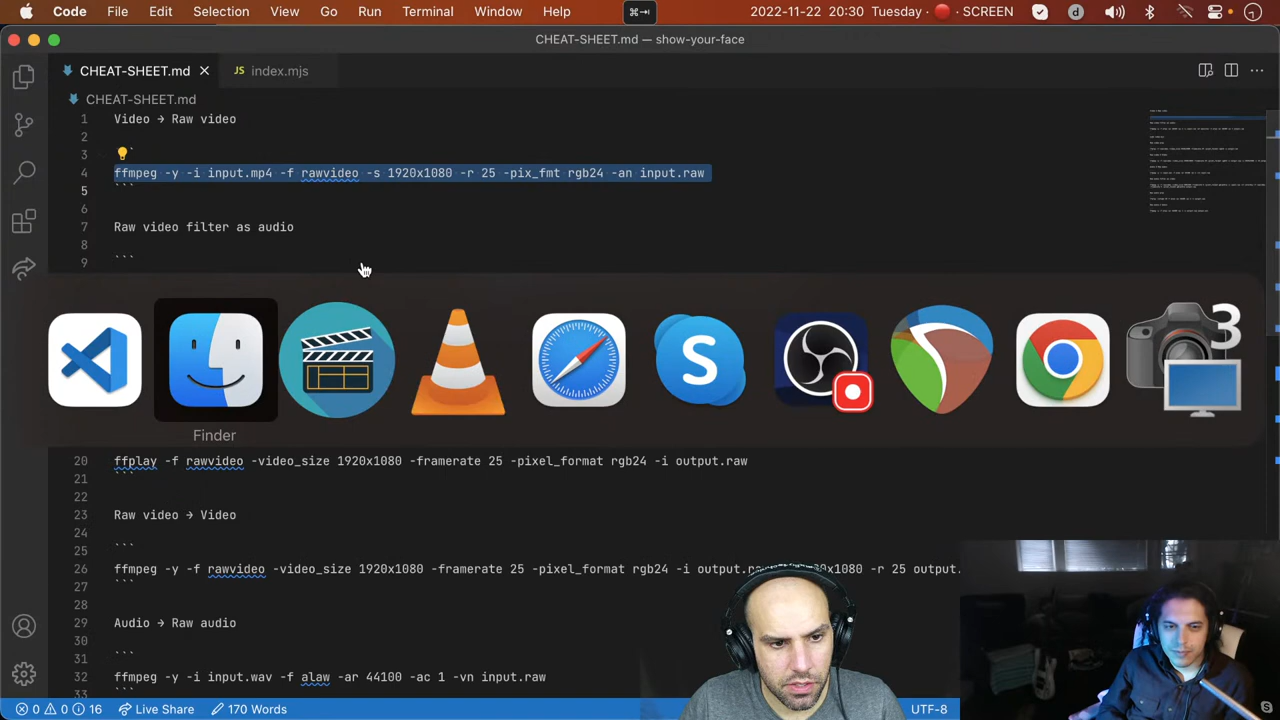 Code File Edit Selection View Go Run Terminal Window Help 2022-11-22 20:30 Tuesday SCREEN
CHEAT-SHEET.md — show-your-face
CHEAT-SHEET.md
JS index.mjs
CHEAT-SHEET.md
1 Video → Raw video
2
3 `
4 ffmpeg -y -i input.mp4 -f rawvideo -s 1920x1080 -r 25 -pix_fmt rgb24 -an input.raw
5 ```
6
7 Raw video filter as audio
8
9 ```
Finder
3
20 ffplay -f rawvideo -video_size 1920x1080 -framerate 25 -pixel_format rgb24 -i output.raw
21 ```
22
23 Raw video → Video
24
25 ```
26 ffmpeg -y -f rawvideo -video_size 1920x1080 -framerate 25 -pixel_format rgb24 -i -r 25 output.
27 ```
28
29 Audio → Raw audio
30
31 ```
32 ffmpeg -y -i input.wav -f alaw -ar 44100 -ac 1 -vn input.raw
33
0 0 16 Live Share 170 Words UTF-8